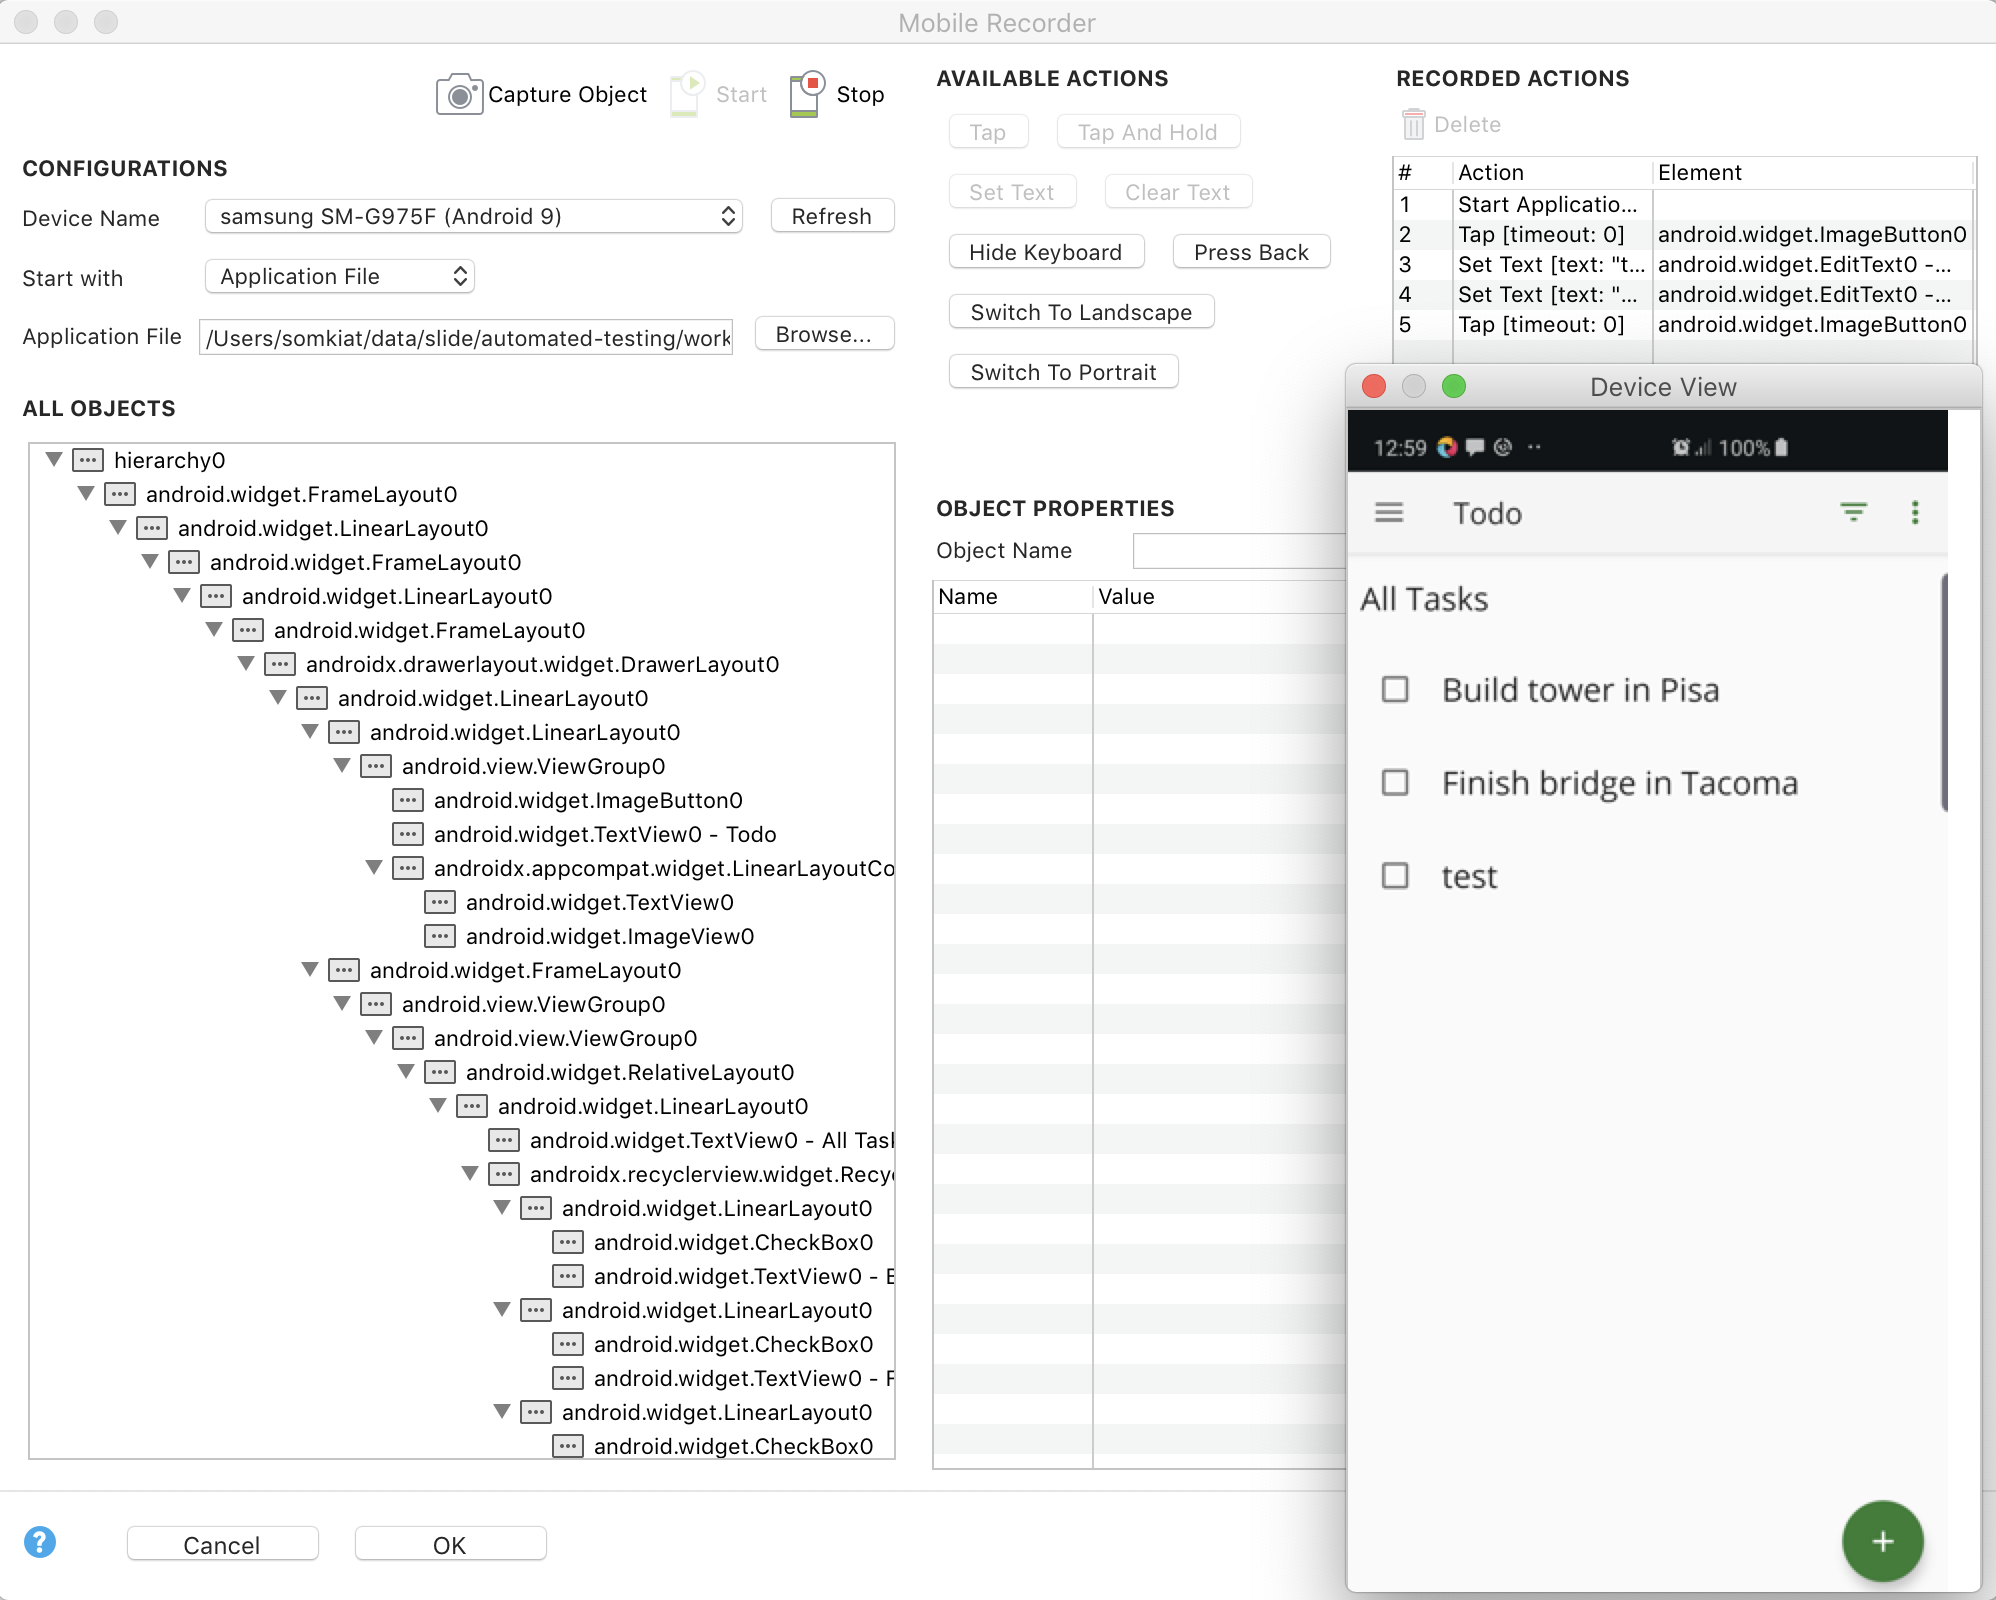 Mobile Recorder
Capture Object
Start
Stop
CONFIGURATIONS
Device Name
samsung SM-G975F (Android 9)
Refresh
Start with
Application File
Application File
/Users/somkiat/data/slide/automated-testing/work
Browse...
ALL OBJECTS
hierarchy0
android.widget.FrameLayout0
android.widget.LinearLayout0
android.widget.FrameLayout0
android.widget.LinearLayout0
android.widget.FrameLayout0
androidx.drawerlayout.widget.DrawerLayout0
android.widget.LinearLayout0
android.widget.LinearLayout0
android.view.ViewGroup0
android.widget.ImageButton0
android.widget.TextView0 - Todo
androidx.appcompat.widget.LinearLayoutCo
android.widget.TextView0
android.widget.ImageView0
android.widget.FrameLayout0
android.view.ViewGroup0
android.view.ViewGroup0
android.widget.RelativeLayout0
android.widget.LinearLayout0
android.widget.TextView0 - All Task
androidx.recyclerview.widget.Recyc
android.widget.LinearLayout0
android.widget.CheckBox0
android.widget.TextView0 -
android.widget.LinearLayout0
android.widget.CheckBox0
android.widget.TextView0 - F
android.widget.LinearLayout0
android.widget.CheckBox0
Cancel
OK
AVAILABLE ACTIONS
Tap
Tap And Hold
Set Text
Clear Text
Hide Keyboard
Press Back
Switch To Landscape
Switch To Portrait
OBJECT PROPERTIES
Object Name
Name Value
RECORDED ACTIONS
Delete
# Action Element
1 Start Applicatio...
2 Tap [timeout: 0] android.widget.ImageButton0
3 Set Text [text: "t... android.widget.EditText0 -...
4 Set Text [text: "... android.widget.EditText0 -...
5 Tap [timeout: 0] android.widget.ImageButton0
Device View
12:59 100%
Todo
All Tasks
Build tower in Pisa
Finish bridge in Tacoma
test